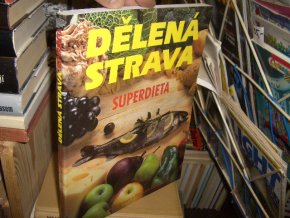 DĚLENÁ
STRAVA
SUPERDIETA
DĚLENÁ STRAVA